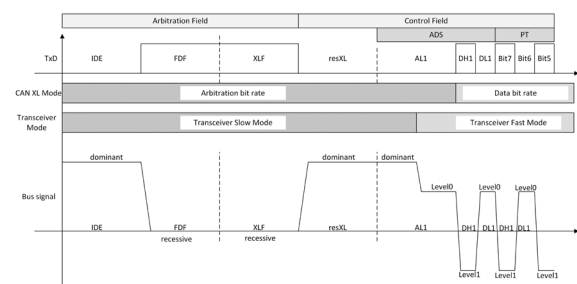 Arbitration Field Control Field
ADS PT
TxD IDE FDF XLF resXL AL1 DH1 DL1 Bit7 Bit6 Bit5
CAN XL Mode Arbitration bit rate Data bit rate
Transceiver
Mode
Transceiver Slow Mode Transceiver Fast Mode
dominant dominant dominant
Bus signal
Level0 Level0 Level0
IDE FDF XLF resXL AL1 DH1 DL1 DH1 DL1
recessive recessive
Level1 Level1 Level1